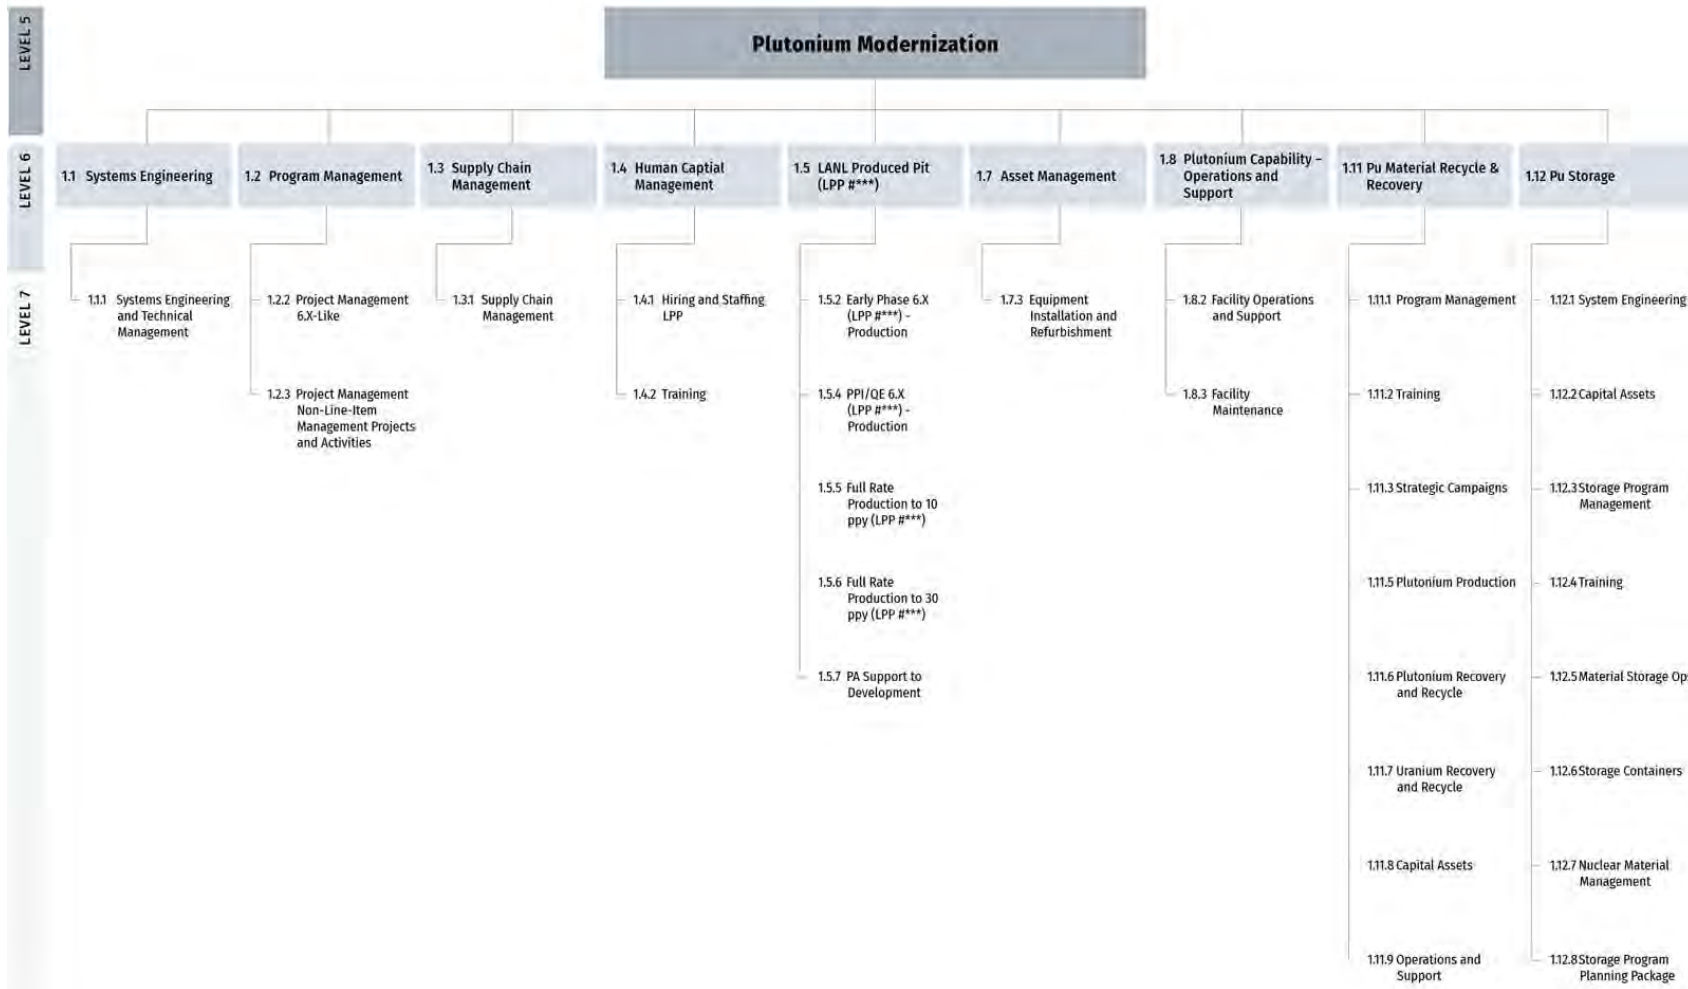 LEVEL 5
Plutonium Modernization
LEVEL 6
1.1 Systems Engineering
1.2 Program Management
1.3 Supply Chain
Management
1.4 Human Captial
Management
1.5 LANL Produced Pit
(LPP #***)
1.7 Asset Management
1.8 Plutonium Capability –
Operations and
Support
1.11 Pu Material Recycle &
Recovery
1.12 Pu Storage
LEVEL 7
1.1.1 Systems Engineering
and Technical
Management
1.2.2 Project Management
6.X-Like
1.2.3 Project Management
Non-Line-Item
Management Projects
and Activities
1.3.1 Supply Chain
Management
1.4.1 Hiring and Staffing
LPP
1.4.2 Training
1.5.2 Early Phase 6.X
(LPP #***) -
Production
1.5.4 PPI/QE 6.X
(LPP #***) -
Production
1.5.5 Full Rate
Production to 10
ppy (LPP #***)
1.5.6 Full Rate
Production to 30
ppy (LPP #***)
1.5.7 PA Support to
Development
1.7.3 Equipment
Installation and
Refurbishment
1.8.2 Facility Operations
and Support
1.8.3 Facility
Maintenance
1.11.1 Program Management
1.11.2 Training
1.11.3 Strategic Campaigns
1.11.5 Plutonium Production
1.11.6 Plutonium Recovery
and Recycle
1.11.7 Uranium Recovery
and Recycle
1.11.8 Capital Assets
1.11.9 Operations and
Support
1.12.1 System Engineering
1.12.2 Capital Assets
1.12.3 Storage Program
Management
1.12.4 Training
1.12.5 Material Storage Op
1.12.6 Storage Containers
1.12.7 Nuclear Material
Management
1.12.8 Storage Program
Planning Package